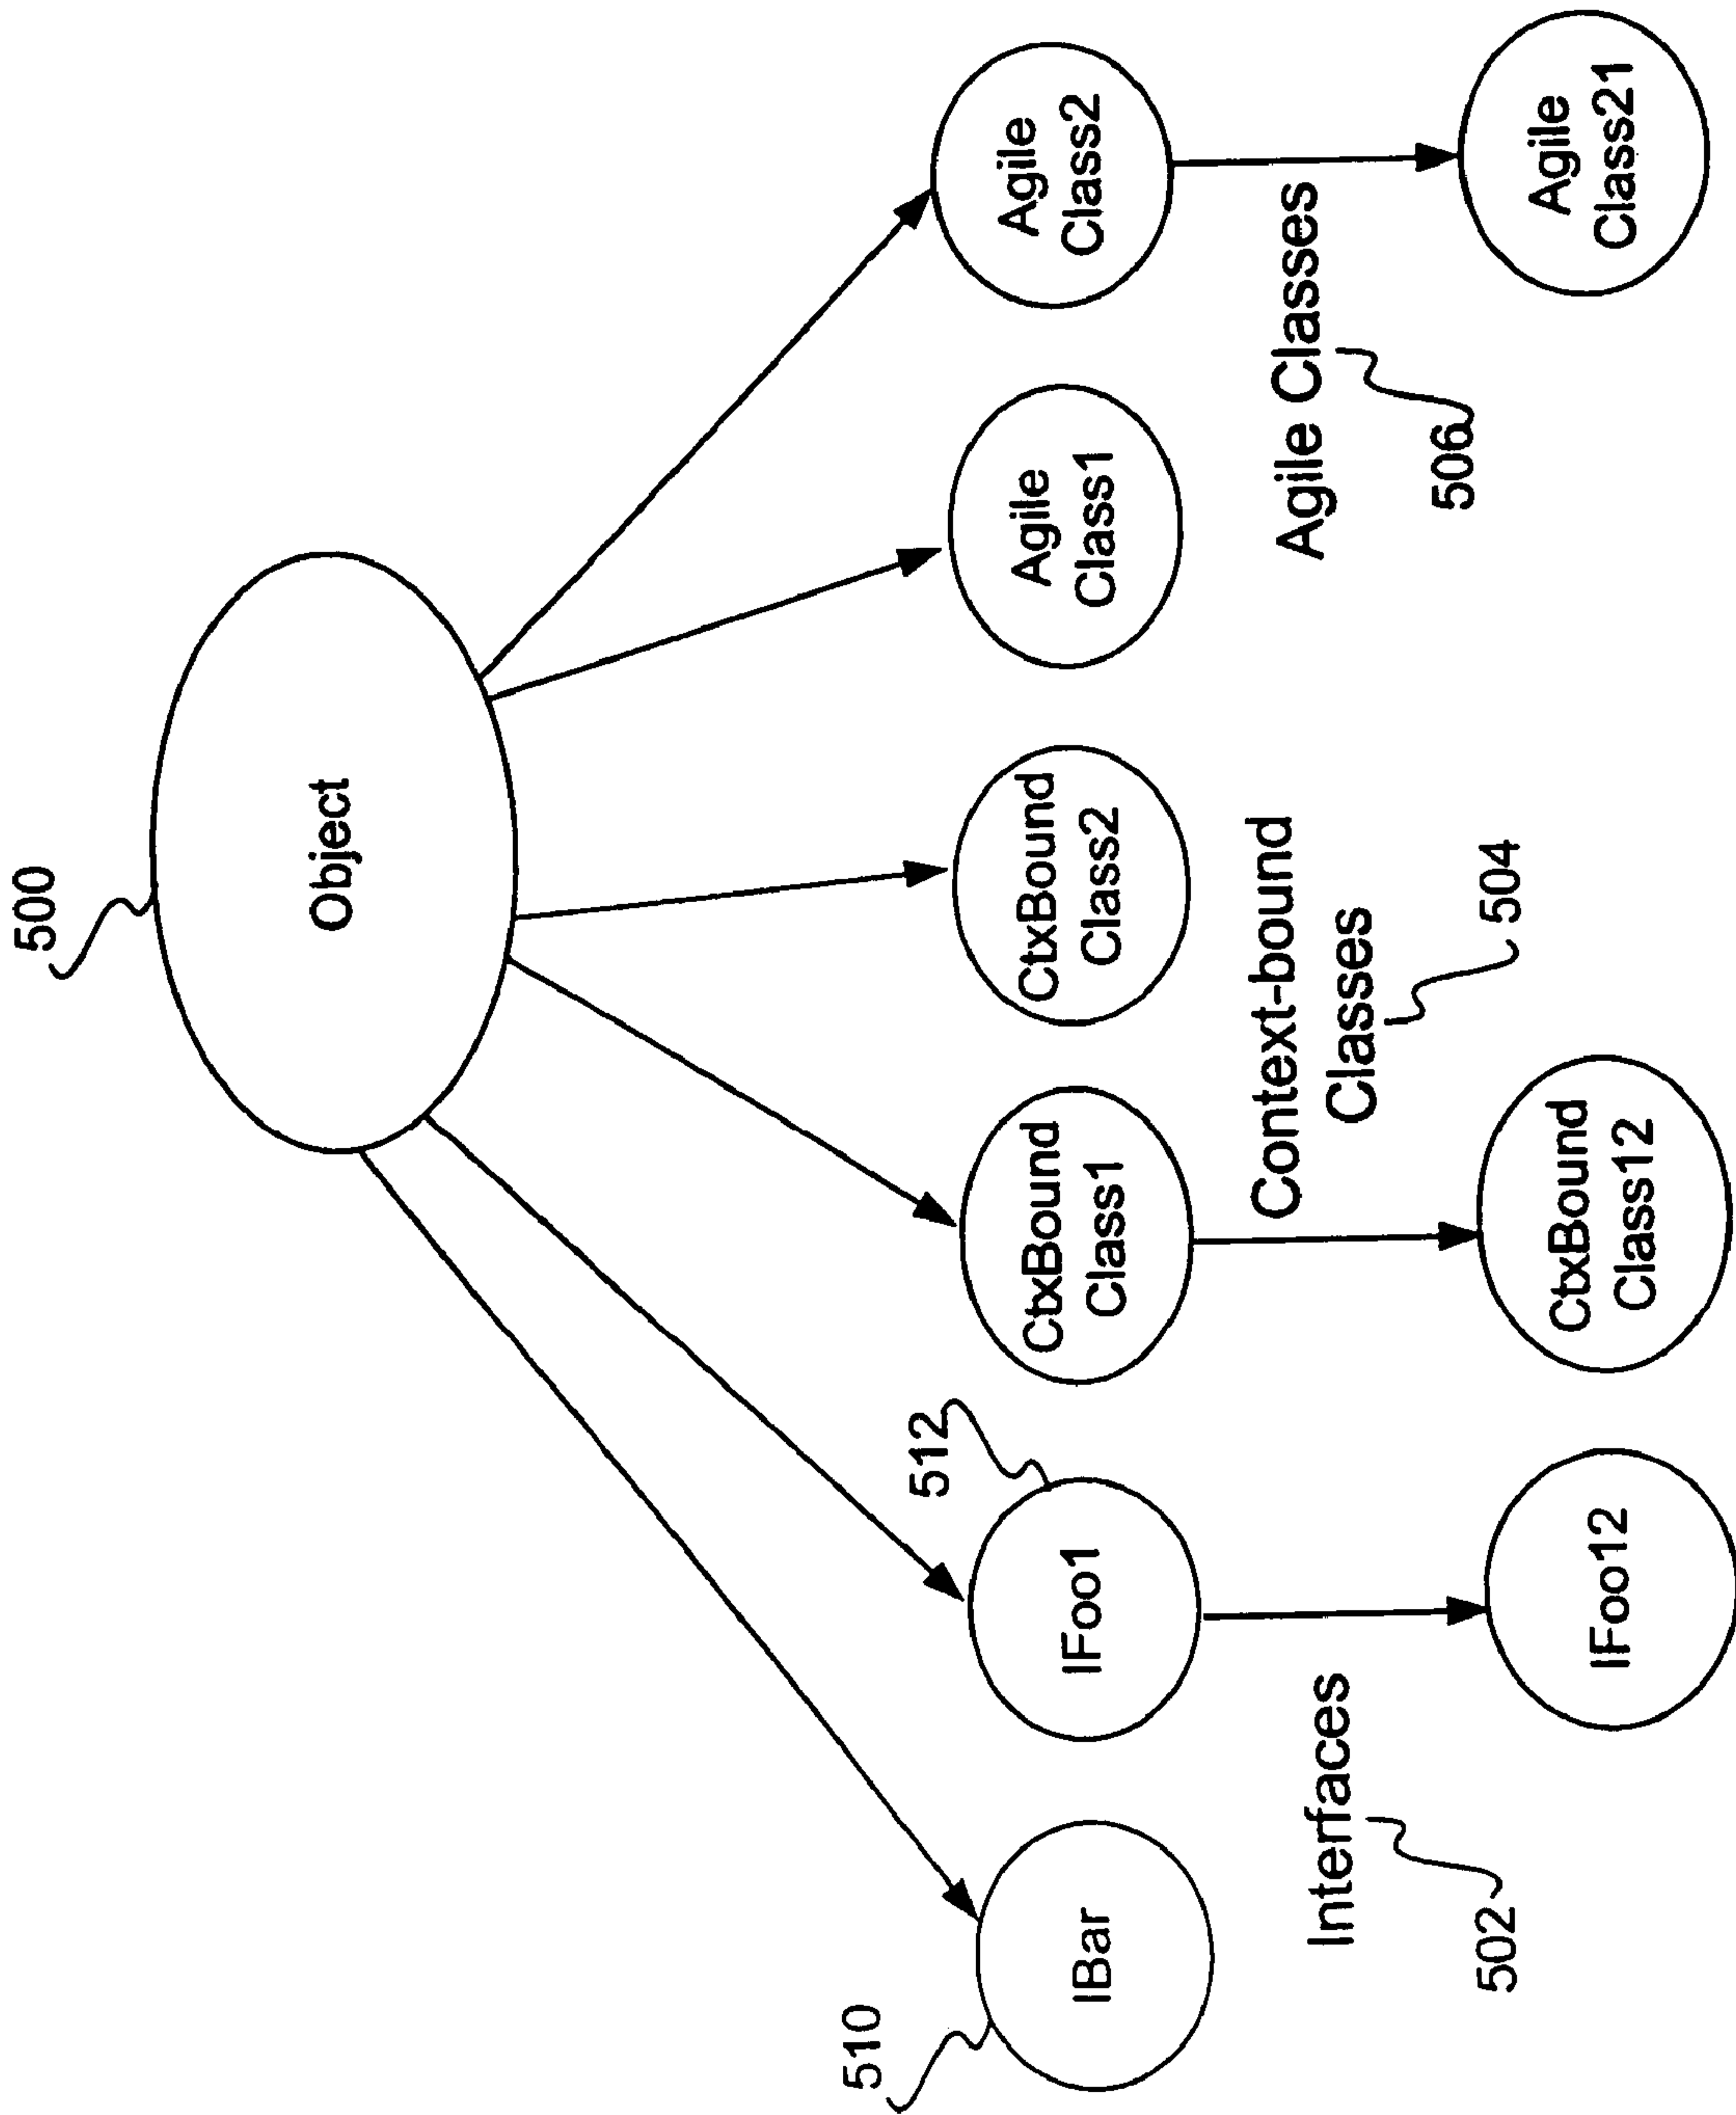 500
Object
510
IBar
IFoo1
512
CtxBound
Class1
CtxBound
Class2
Agile
Class1
Agile
Class2
Interfaces
502
Context-bound
Classes
504
Agile Classes
506
IFoo12
CtxBound
Class12
Agile
Class21